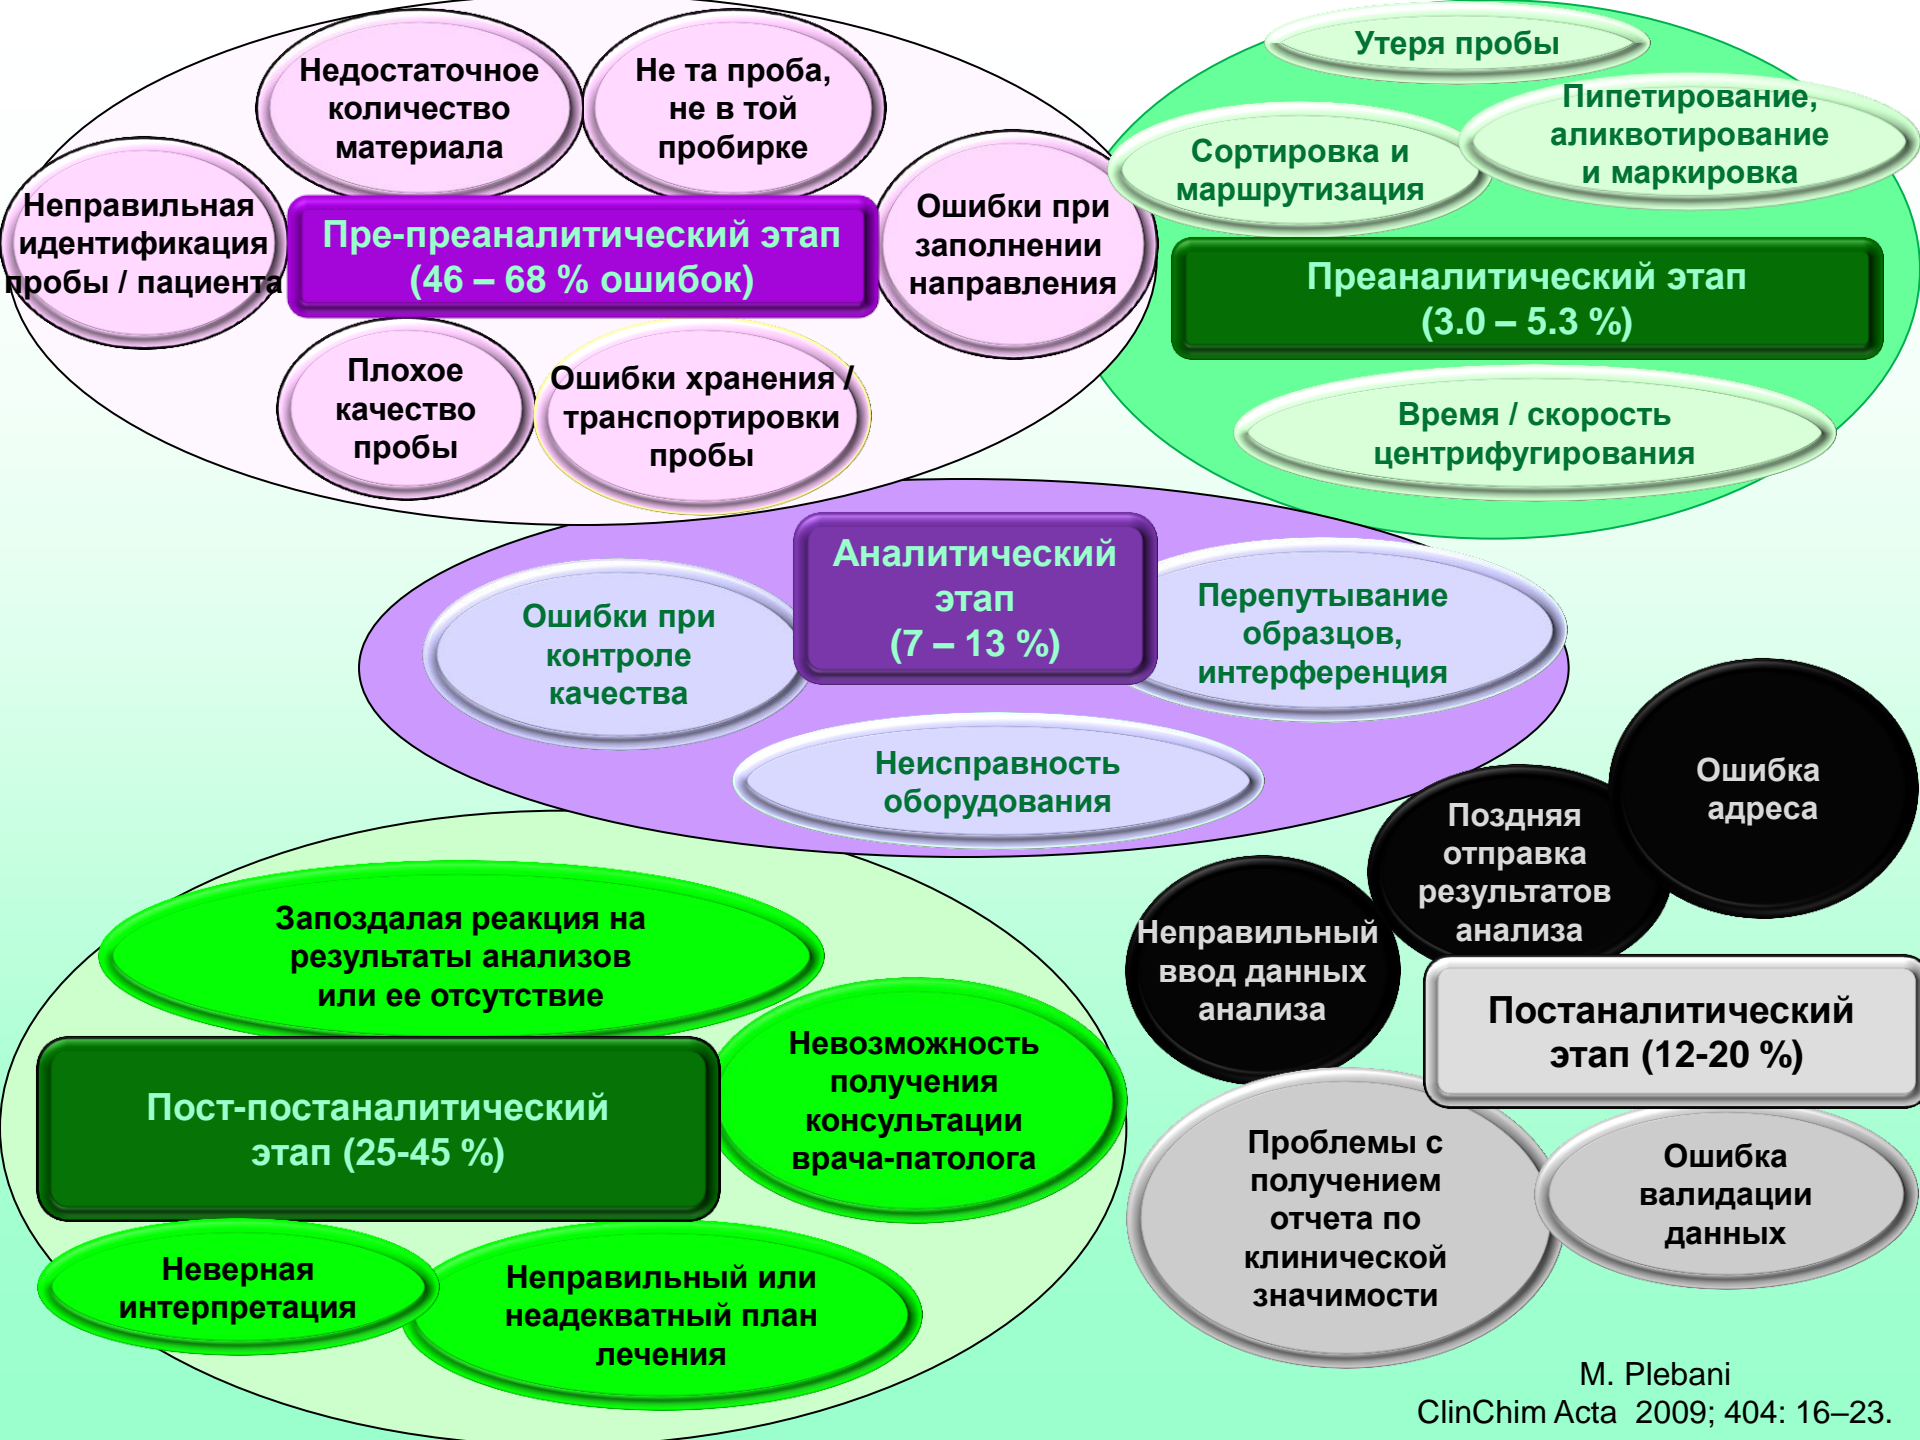 Недостаточное
количество
материала
Не та проба,
не в той
пробирке
Неправильная
идентификация
пробы / пациента
Пре-преаналитический этап
(46 – 68 % ошибок)
Ошибки при
заполнении
направления
Плохое
качество
пробы
Ошибки хранения /
транспортировки
пробы
Утеря пробы
Сортировка и
маршрутизация
Пипетирование,
аликвотирование
и маркировка
Преаналитический этап
(3.0 – 5.3 %)
Время / скорость
центрифугирования
Аналитический
этап
(7 – 13 %)
Ошибки при
контроле
качества
Перепутывание
образцов,
интерференция
Неисправность
оборудования
Запоздалая реакция на
результаты анализов
или ее отсутствие
Невозможность
получения
консультации
врача-патолога
Пост-постаналитический
этап (25-45 %)
Неверная
интерпретация
Неправильный или
неадекватный план
лечения
Ошибка
адреса
Поздняя
отправка
результатов
анализа
Неправильный
ввод данных
анализа
Постаналитический
этап (12-20 %)
Проблемы с
получением
отчета по
клинической
значимости
Ошибка
валидации
данных
M. Plebani
ClinChim Acta 2009; 404: 16–23.